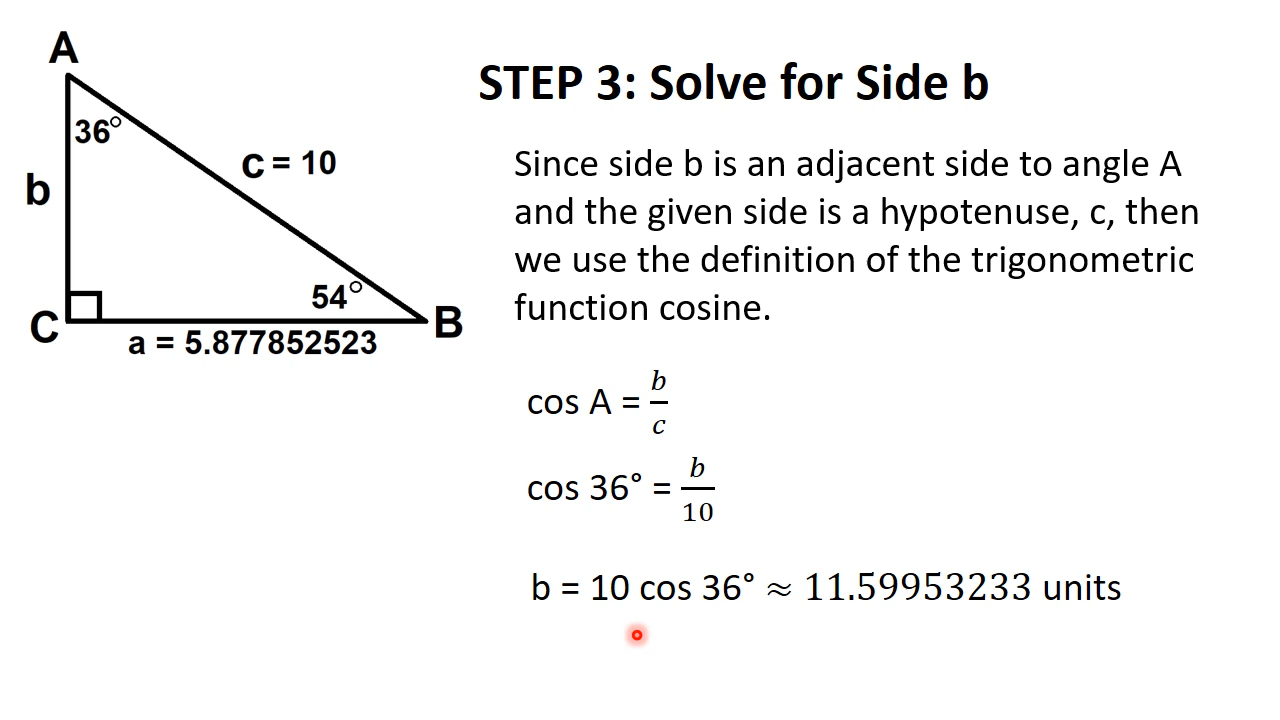 A
36°
c = 10
b
54°
C
B
a = 5.877852523
STEP 3: Solve for Side b
Since side b is an adjacent side to angle A
and the given side is a hypotenuse, c, then
we use the definition of the trigonometric
function cosine.
cos A = b/c
cos 36° = b/10
b = 10 cos 36° ≈ 11.59953233 units